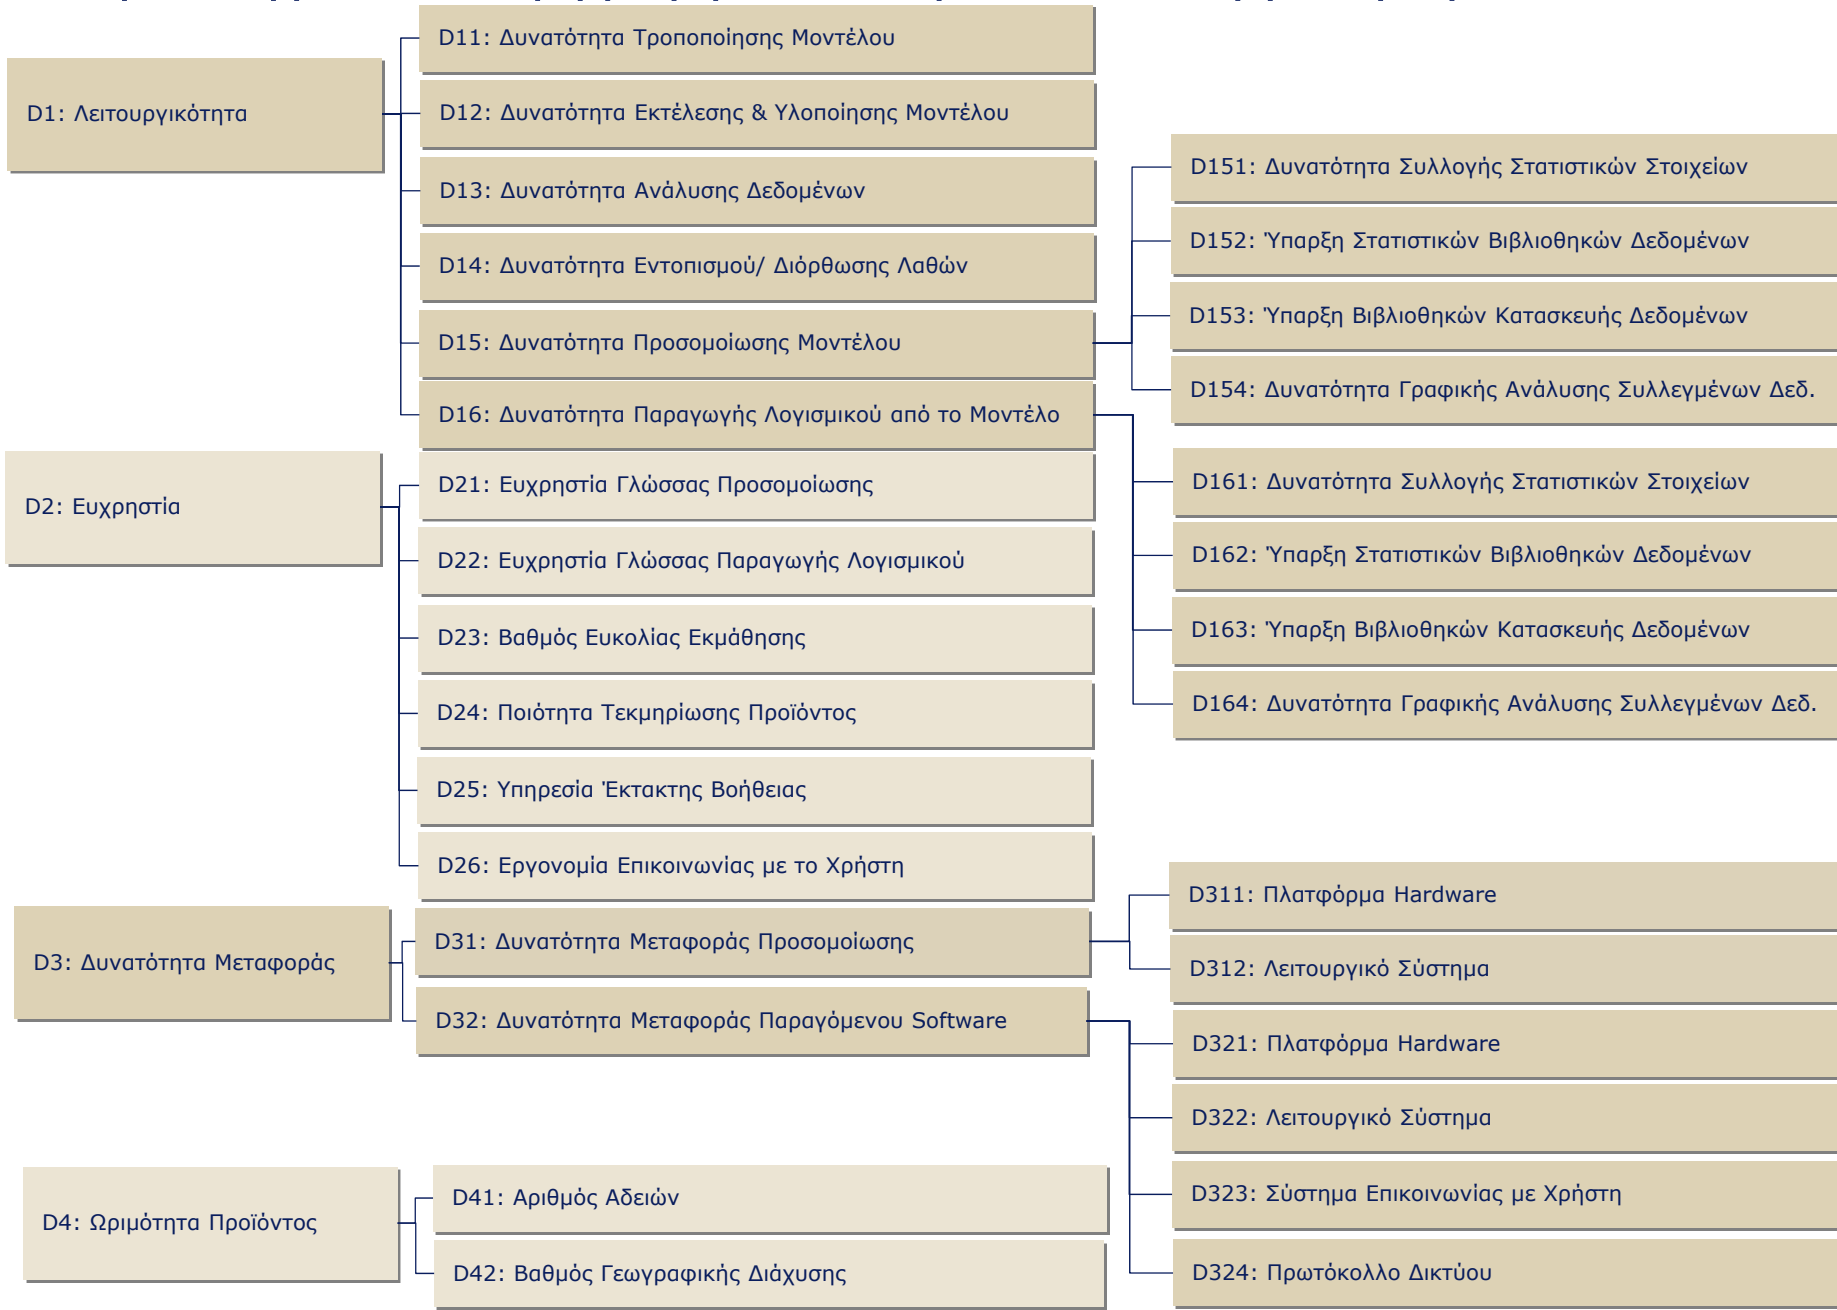 D1: Λειτουργικότητα
D11: Δυνατότητα Τροποποίησης Μοντέλου
D12: Δυνατότητα Εκτέλεσης & Υλοποίησης Μοντέλου
D13: Δυνατότητα Ανάλυσης Δεδομένων
D14: Δυνατότητα Εντοπισμού/ Διόρθωσης Λαθών
D15: Δυνατότητα Προσομοίωσης Μοντέλου
D151: Δυνατότητα Συλλογής Στατιστικών Στοιχείων
D152: Ύπαρξη Στατιστικών Βιβλιοθηκών Δεδομένων
D153: Ύπαρξη Βιβλιοθηκών Κατασκευής Δεδομένων
D154: Δυνατότητα Γραφικής Ανάλυσης Συλλεγμένων Δεδ.
D16: Δυνατότητα Παραγωγής Λογισμικού από το Μοντέλο
D161: Δυνατότητα Συλλογής Στατιστικών Στοιχείων
D162: Ύπαρξη Στατιστικών Βιβλιοθηκών Δεδομένων
D163: Ύπαρξη Βιβλιοθηκών Κατασκευής Δεδομένων
D164: Δυνατότητα Γραφικής Ανάλυσης Συλλεγμένων Δεδ.
D2: Ευχρηστία
D21: Ευχρηστία Γλώσσας Προσομοίωσης
D22: Ευχρηστία Γλώσσας Παραγωγής Λογισμικού
D23: Βαθμός Ευκολίας Εκμάθησης
D24: Ποιότητα Τεκμηρίωσης Προϊόντος
D25: Υπηρεσία Έκτακτης Βοήθειας
D26: Εργονομία Επικοινωνίας με το Χρήστη
D3: Δυνατότητα Μεταφοράς
D31: Δυνατότητα Μεταφοράς Προσομοίωσης
D311: Πλατφόρμα Hardware
D312: Λειτουργικό Σύστημα
D32: Δυνατότητα Μεταφοράς Παραγόμενου Software
D321: Πλατφόρμα Hardware
D322: Λειτουργικό Σύστημα
D323: Σύστημα Επικοινωνίας με Χρήστη
D324: Πρωτόκολλο Δικτύου
D4: Ωριμότητα Προϊόντος
D41: Αριθμός Αδειών
D42: Βαθμός Γεωγραφικής Διάχυσης